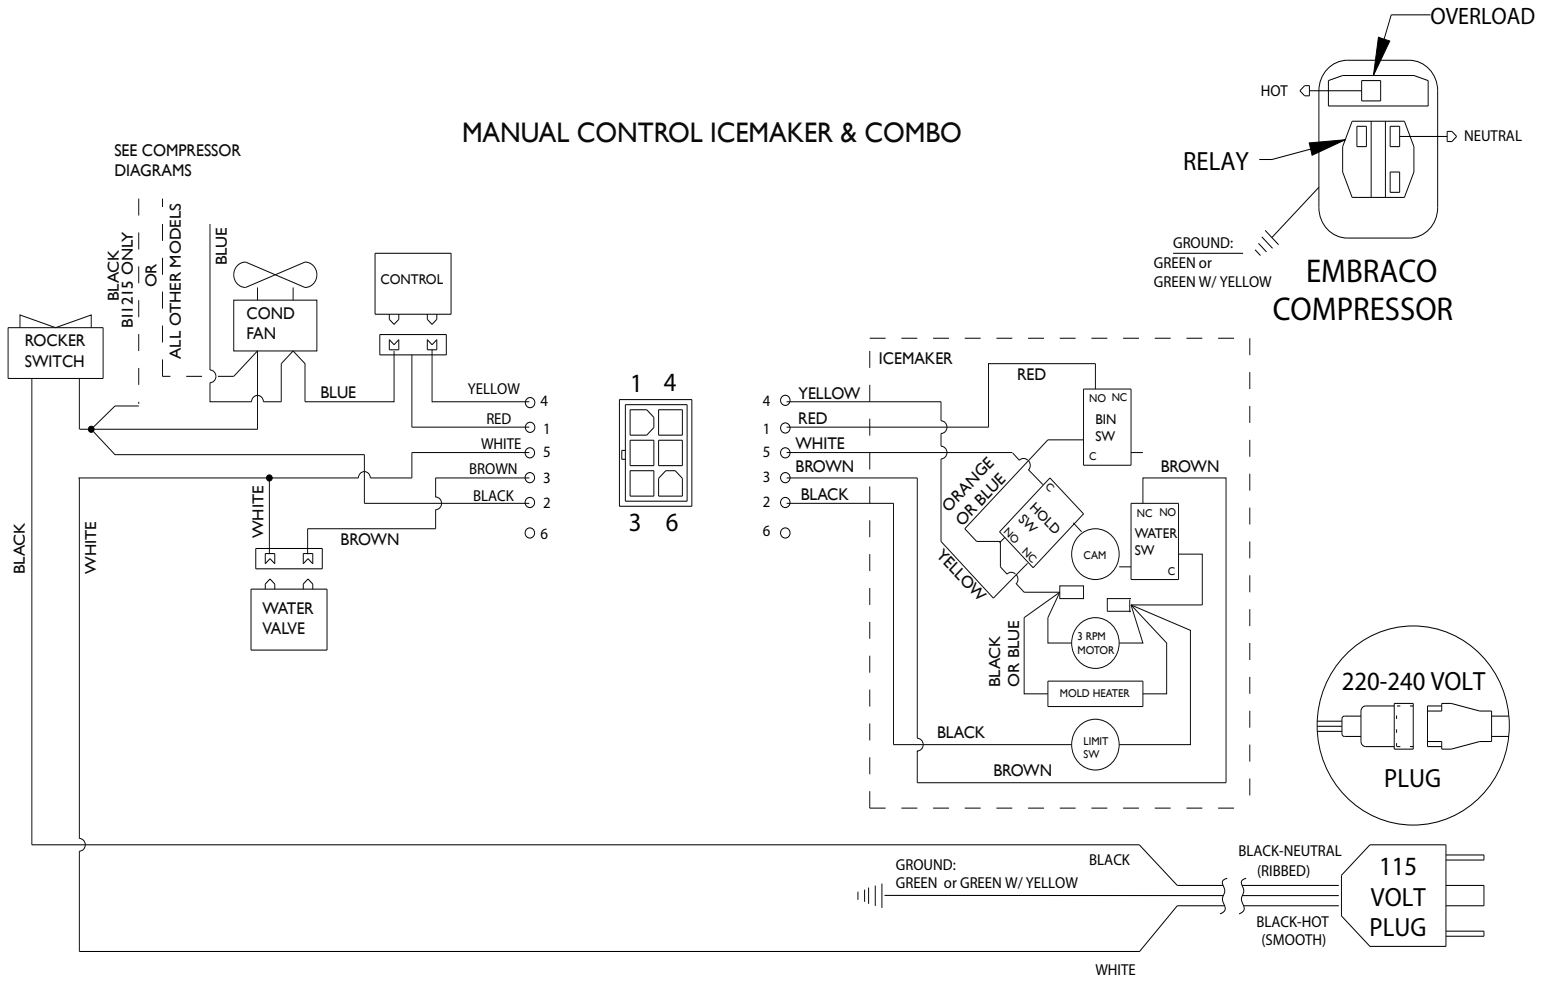 OVERLOAD
HOT
NEUTRAL
RELAY
GROUND:
GREEN or
GREEN W/ YELLOW
EMBRACO
COMPRESSOR
MANUAL CONTROL ICEMAKER & COMBO
SEE COMPRESSOR
DIAGRAMS
BLACK
BI1215 ONLY
OR
ALL OTHER MODELS
BLUE
COND
FAN
CONTROL
ROCKER
SWITCH
BLUE
YELLOW
4
RED
1
WHITE
5
BROWN
3
BLACK
2
6
WHITE
BROWN
WATER
VALVE
BLACK
WHITE
1 4
3 6
4
YELLOW
1
RED
5
WHITE
3
BROWN
2
BLACK
6
ICEMAKER
RED
NO NC
BIN
SW
C
ORANGE
OR BLUE
C
HOLD
SW
NO
NC
YELLOW
CAM
BROWN
NC NO
WATER
SW
C
BLACK
OR BLUE
3 RPM
MOTOR
MOLD HEATER
BLACK
LIMIT
SW
BROWN
220-240 VOLT
PLUG
BLACK
GROUND:
GREEN or GREEN W/ YELLOW
WHITE
BLACK-NEUTRAL
(RIBBED)
BLACK-HOT
(SMOOTH)
115
VOLT
PLUG